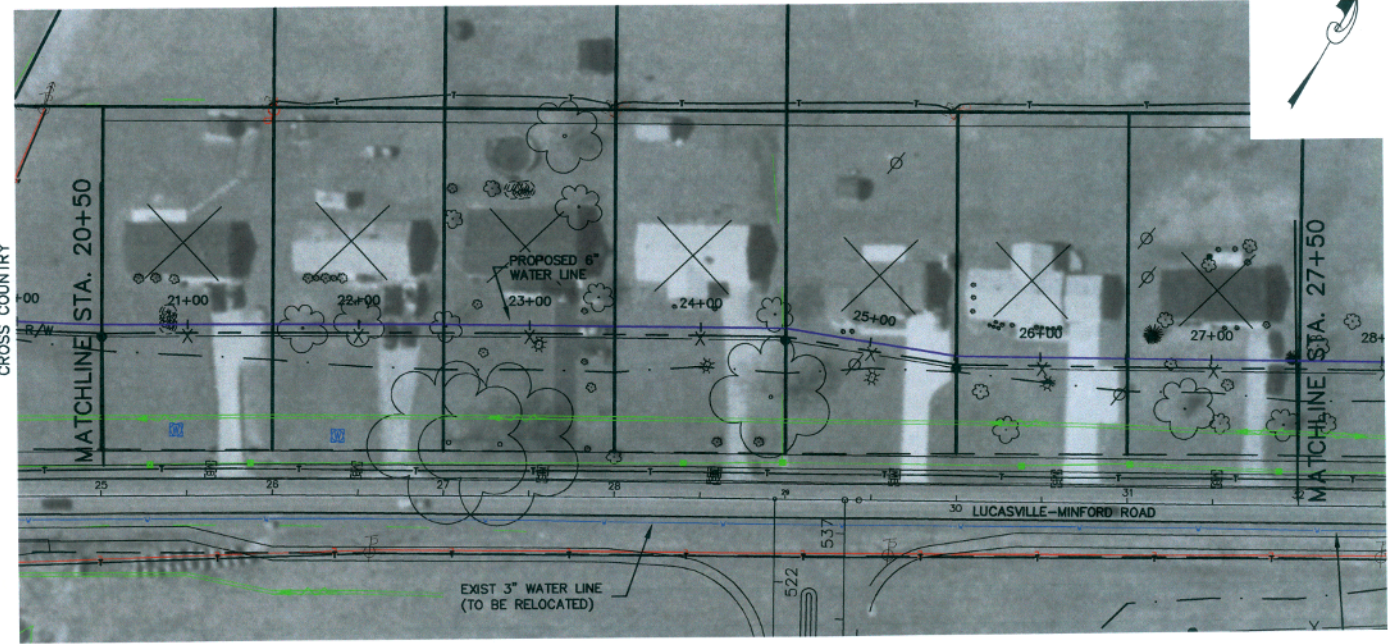 CROSS COUNTRY
MATCHLINE STA. 20+50
+00
R/W
21+00
22+00
PROPOSED 6"
WATER LINE
23+00
24+00
25+00
26+00
27+00
28+
MATCHLINE STA. 27+50
25
26
27
28
29
30
31
32
LUCASVILLE-MINFORD ROAD
537
522
EXIST 3" WATER LINE
(TO BE RELOCATED)